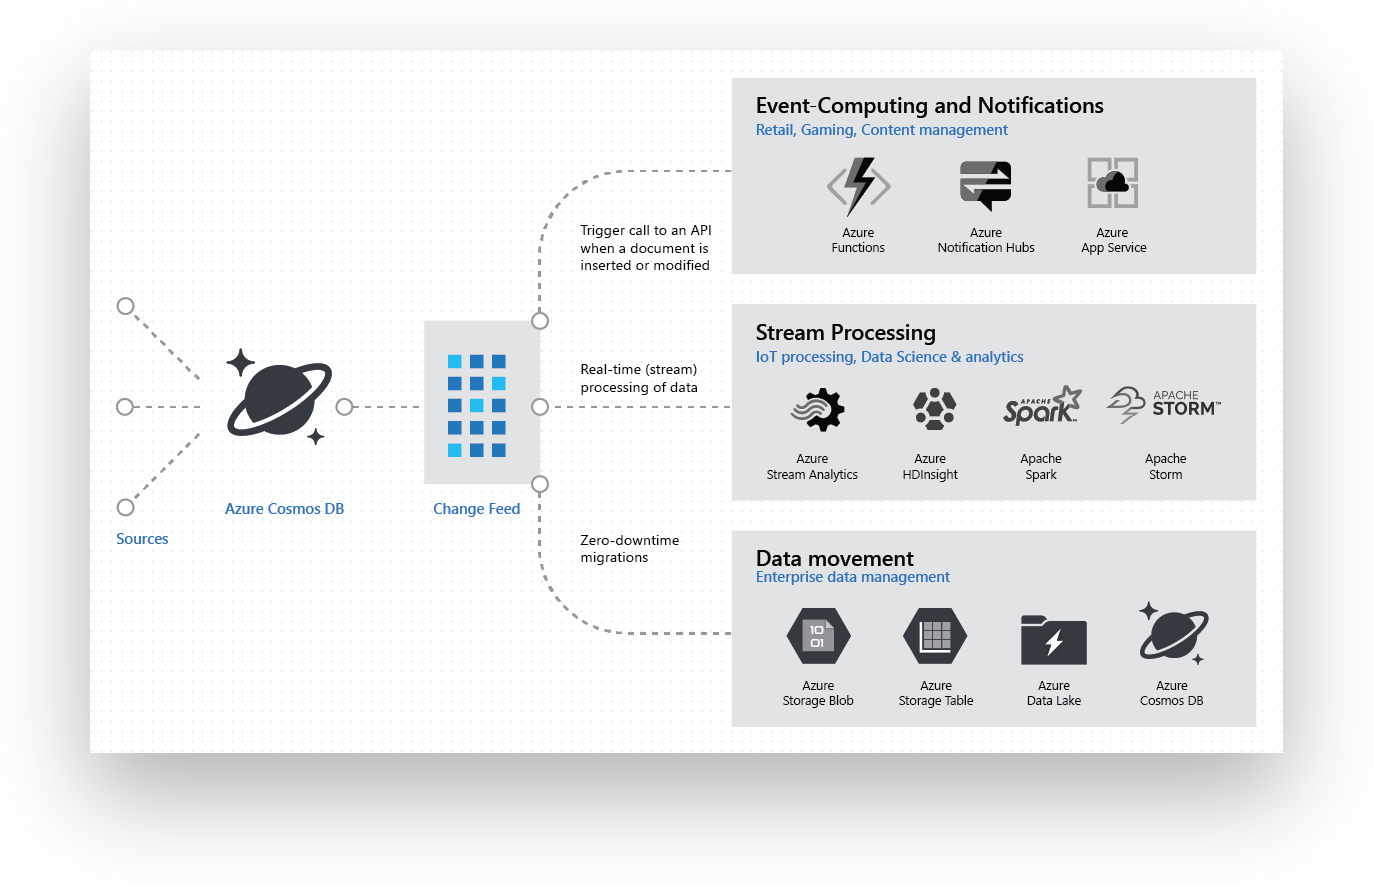 Event-Computing and Notifications
Retail, Gaming, Content management
Azure
Functions
Azure
Notification Hubs
Azure
App Service
Trigger call to an API
when a document is
inserted or modified
Stream Processing
IoT processing, Data Science & analytics
APACHE
Spark™
APACHE
STORM™
Azure
Stream Analytics
Azure
HDInsight
Apache
Spark
Apache
Storm
Real-time (stream)
processing of data
Azure Cosmos DB
Change Feed
Sources
Zero-downtime
migrations
Data movement
Enterprise data management
10
01
Azure
Storage Blob
Azure
Storage Table
Azure
Data Lake
Azure
Cosmos DB